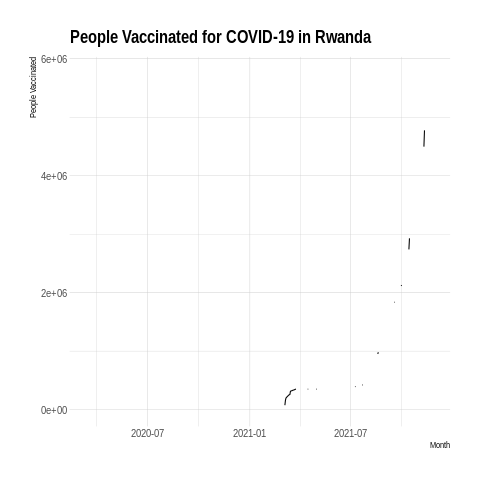 People Vaccinated for COVID-19 in Rwanda
People Vaccinated
6e+06
4e+06
2e+06
0e+00
2020-07 2021-01 2021-07
Month